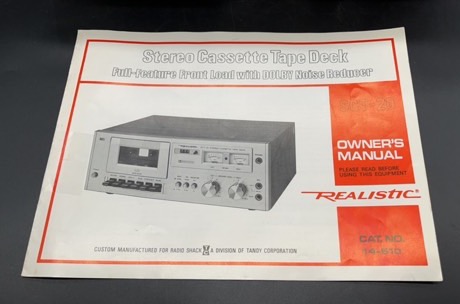 Stereo Cassette Tape Deck
Full-Feature Front Load with DOLBY Noise Reducer
OWNER'S
MANUAL
PLEASE READ BEFORE
USING THIS EQUIPMENT
REALISTIC®
CUSTOM MANUFACTURED FOR RADIO SHACK A DIVISION OF TANDY CORPORATION
CAT. NO.